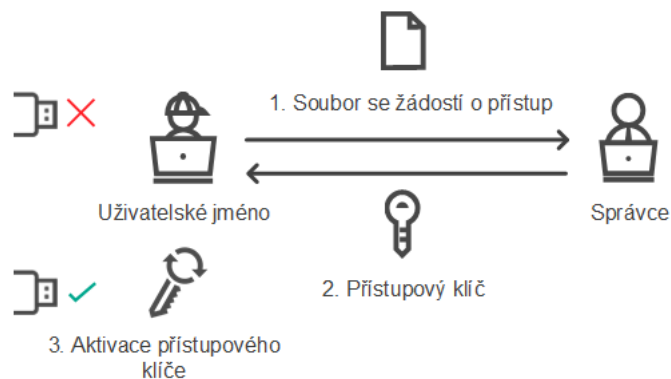 1. Soubor se žádostí o přístup
Uživatelské jméno
Správce
2. Přístupový klíč
3. Aktivace přístupového
klíče